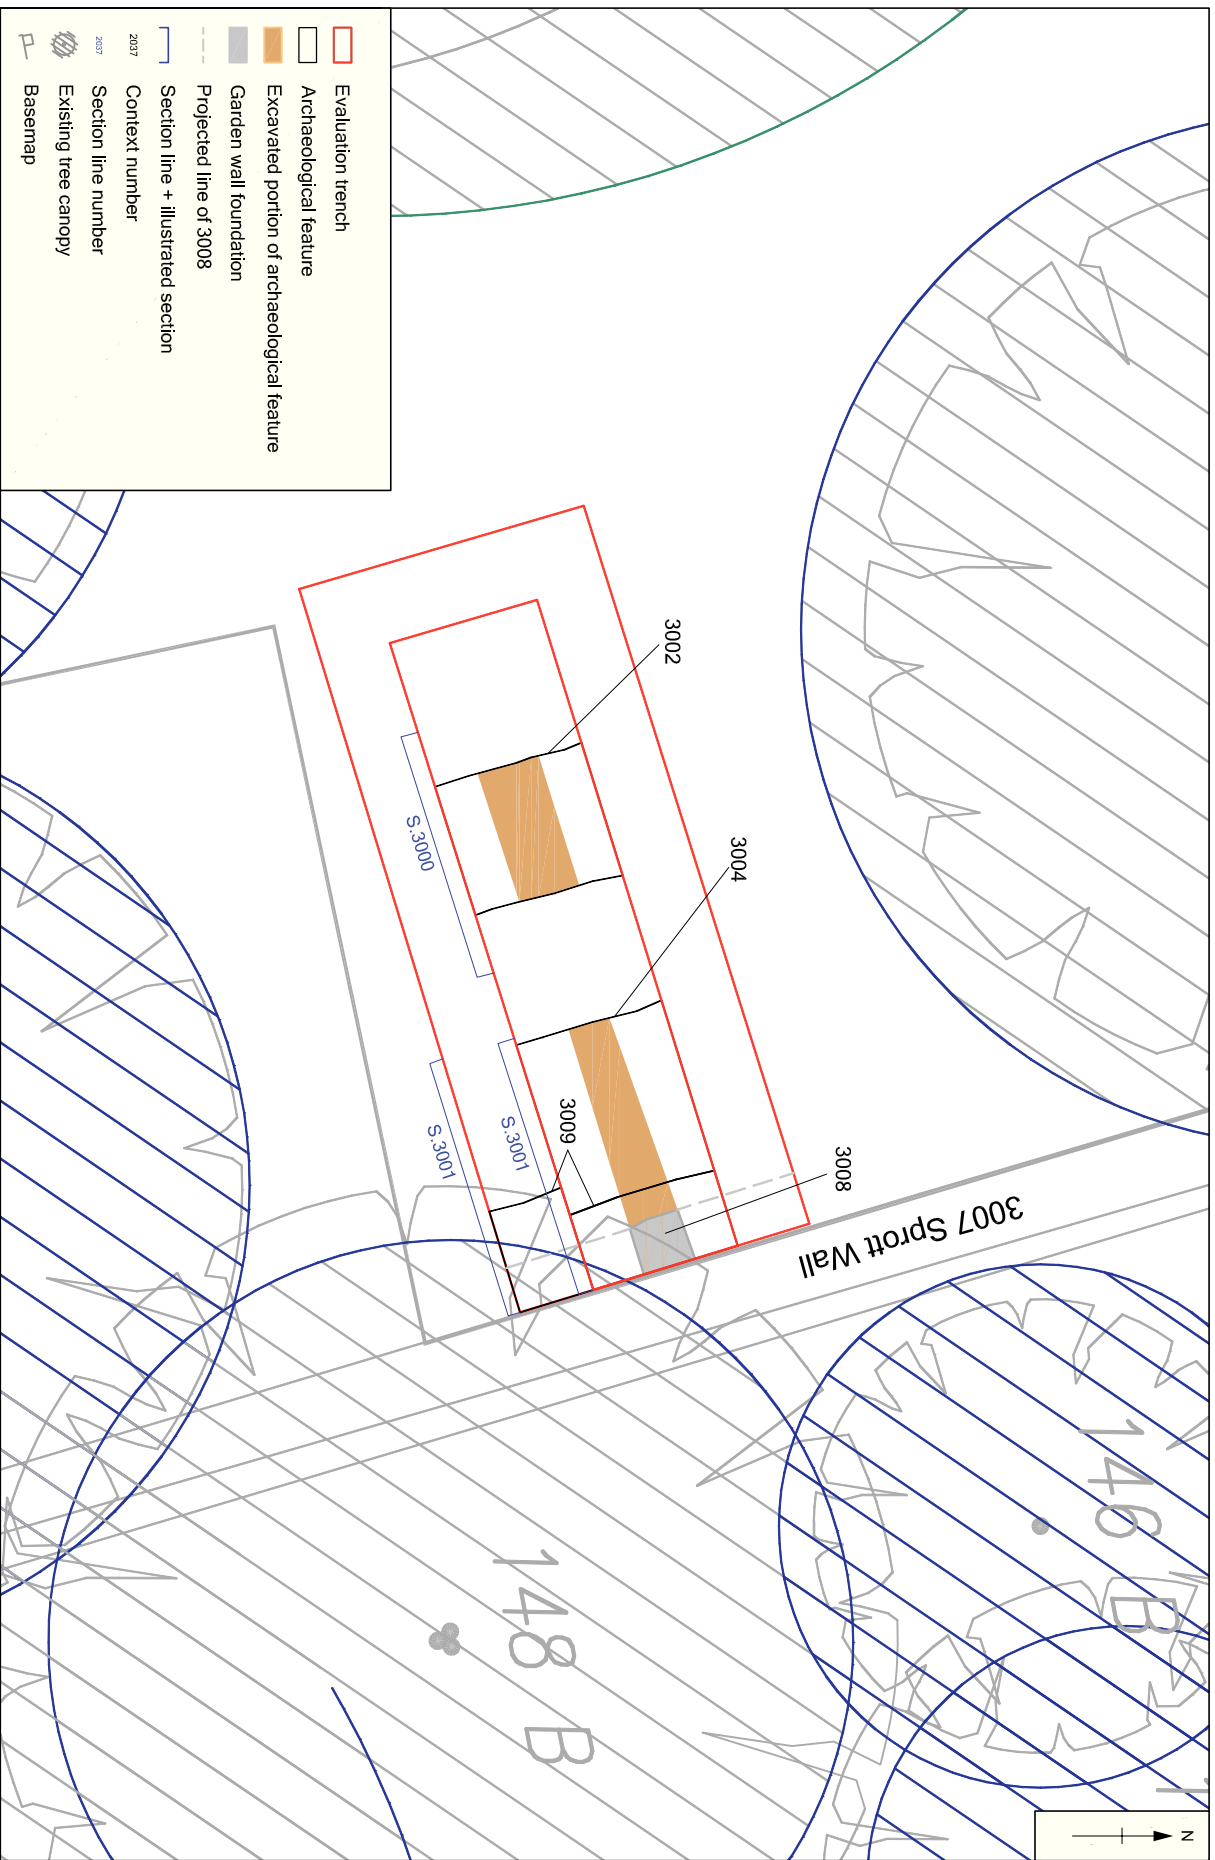 Evaluation trench
Archaeological feature
Excavated portion of archaeological feature
Garden wall foundation
Projected line of 3008
Section line + illustrated section
2037 Context number
2037 Section line number
Existing tree canopy
Basemap
3002
3004
3008
3009
S.3000
S.3001
S.3001
3007 Sprott Wall
146 B
148 B
1
N